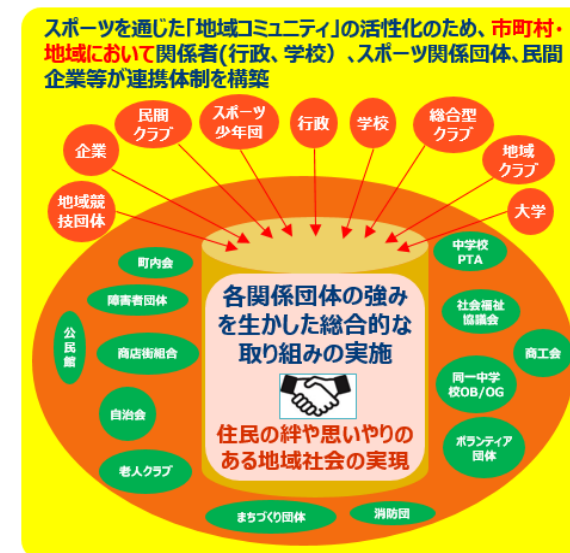 スポーツを通じた「地域コミュニティ」の活性化のため、市町村・
地域において関係者(行政、学校）、スポーツ関係団体、民間
企業等が連携体制を構築
民間
クラブ
スポーツ
少年団
行政
学校
総合型
クラブ
企業
地域
クラブ
地域競
技団体
大学
町内会
中学校
PTA
障害者団体
社会福祉
協議会
公
民
館
商店街組合
商工会
同一中学
校OB/OG
自治会
ボランティア
団体
老人クラブ
まちづくり団体
消防団
各関係団体の強み
を生かした総合的な
取り組みの実施
住民の絆や思いやりの
ある地域社会の実現